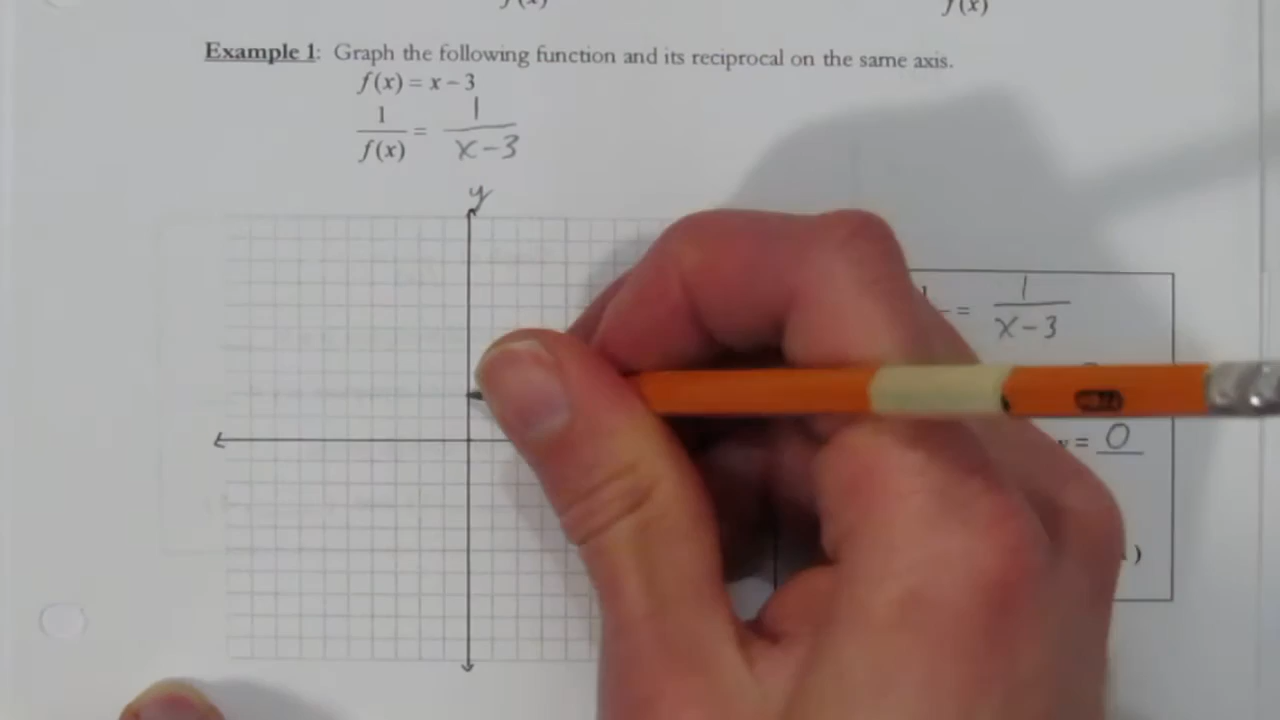 f(x)
f(x)
Example 1: Graph the following function and its reciprocal on the same axis.
f(x) = x – 3
1/f(x) = 1/x–3
y
= 1/x–3
= 0
)